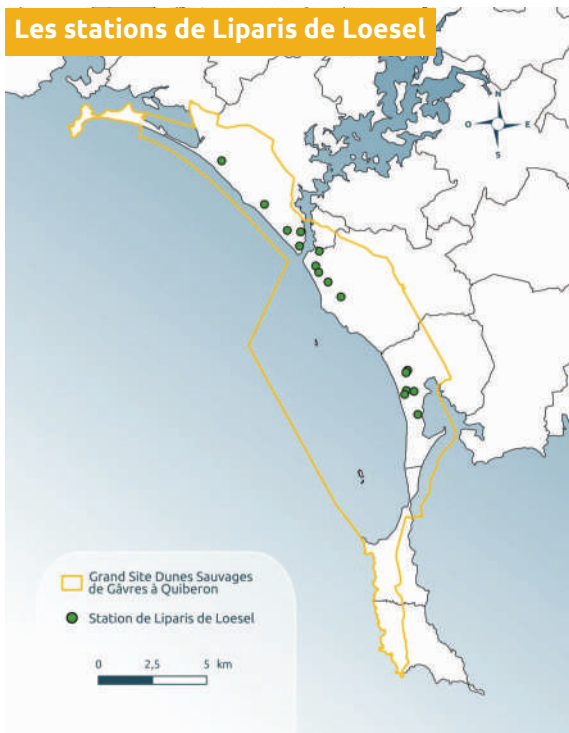 Les stations de Liparis de Loesel
N
O E
S
Grand Site Dunes Sauvages
de Gâvres à Quiberon
Station de Liparis de Loesel
0 2,5 5 km